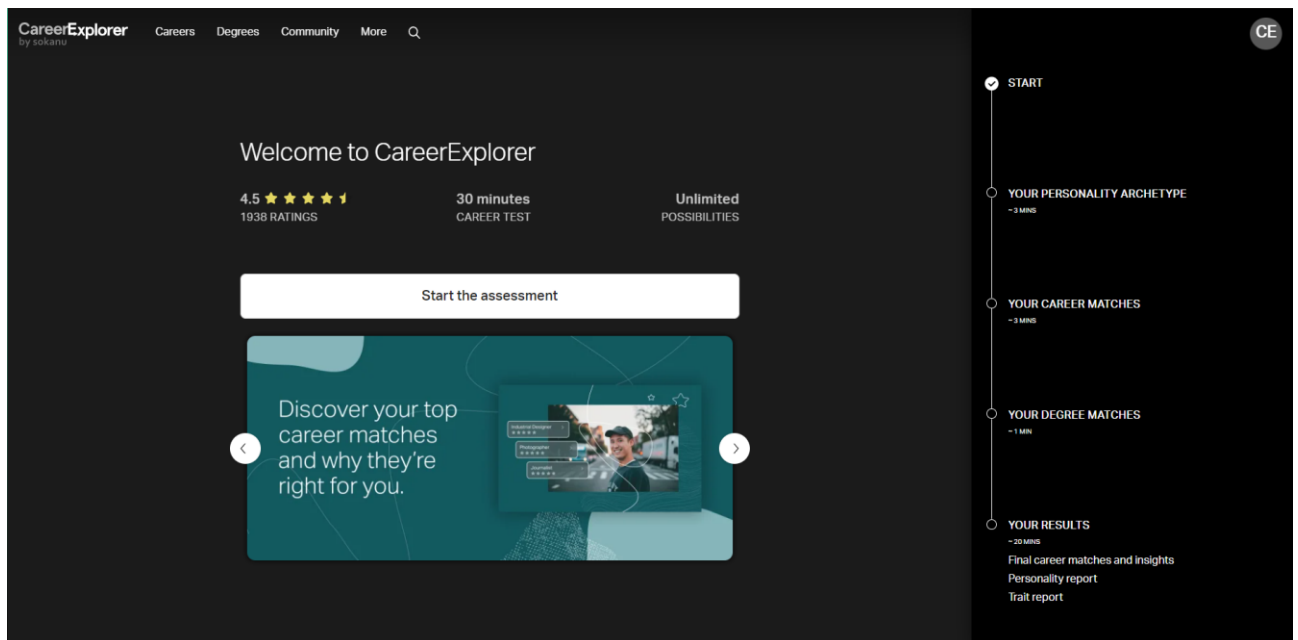 CareerExplorer
by sokanu
Careers Degrees Community More
CE
Welcome to CareerExplorer
4.5
1938 RATINGS
30 minutes
CAREER TEST
Unlimited
POSSIBILITIES
Start the assessment
Discover your top
career matches
and why they're
right for you.
Industrial Designer
Photographer
Journalist
START
YOUR PERSONALITY ARCHETYPE
~3 MINS
YOUR CAREER MATCHES
~3 MINS
YOUR DEGREE MATCHES
~1 MIN
YOUR RESULTS
~20 MINS
Final career matches and insights
Personality report
Trait report